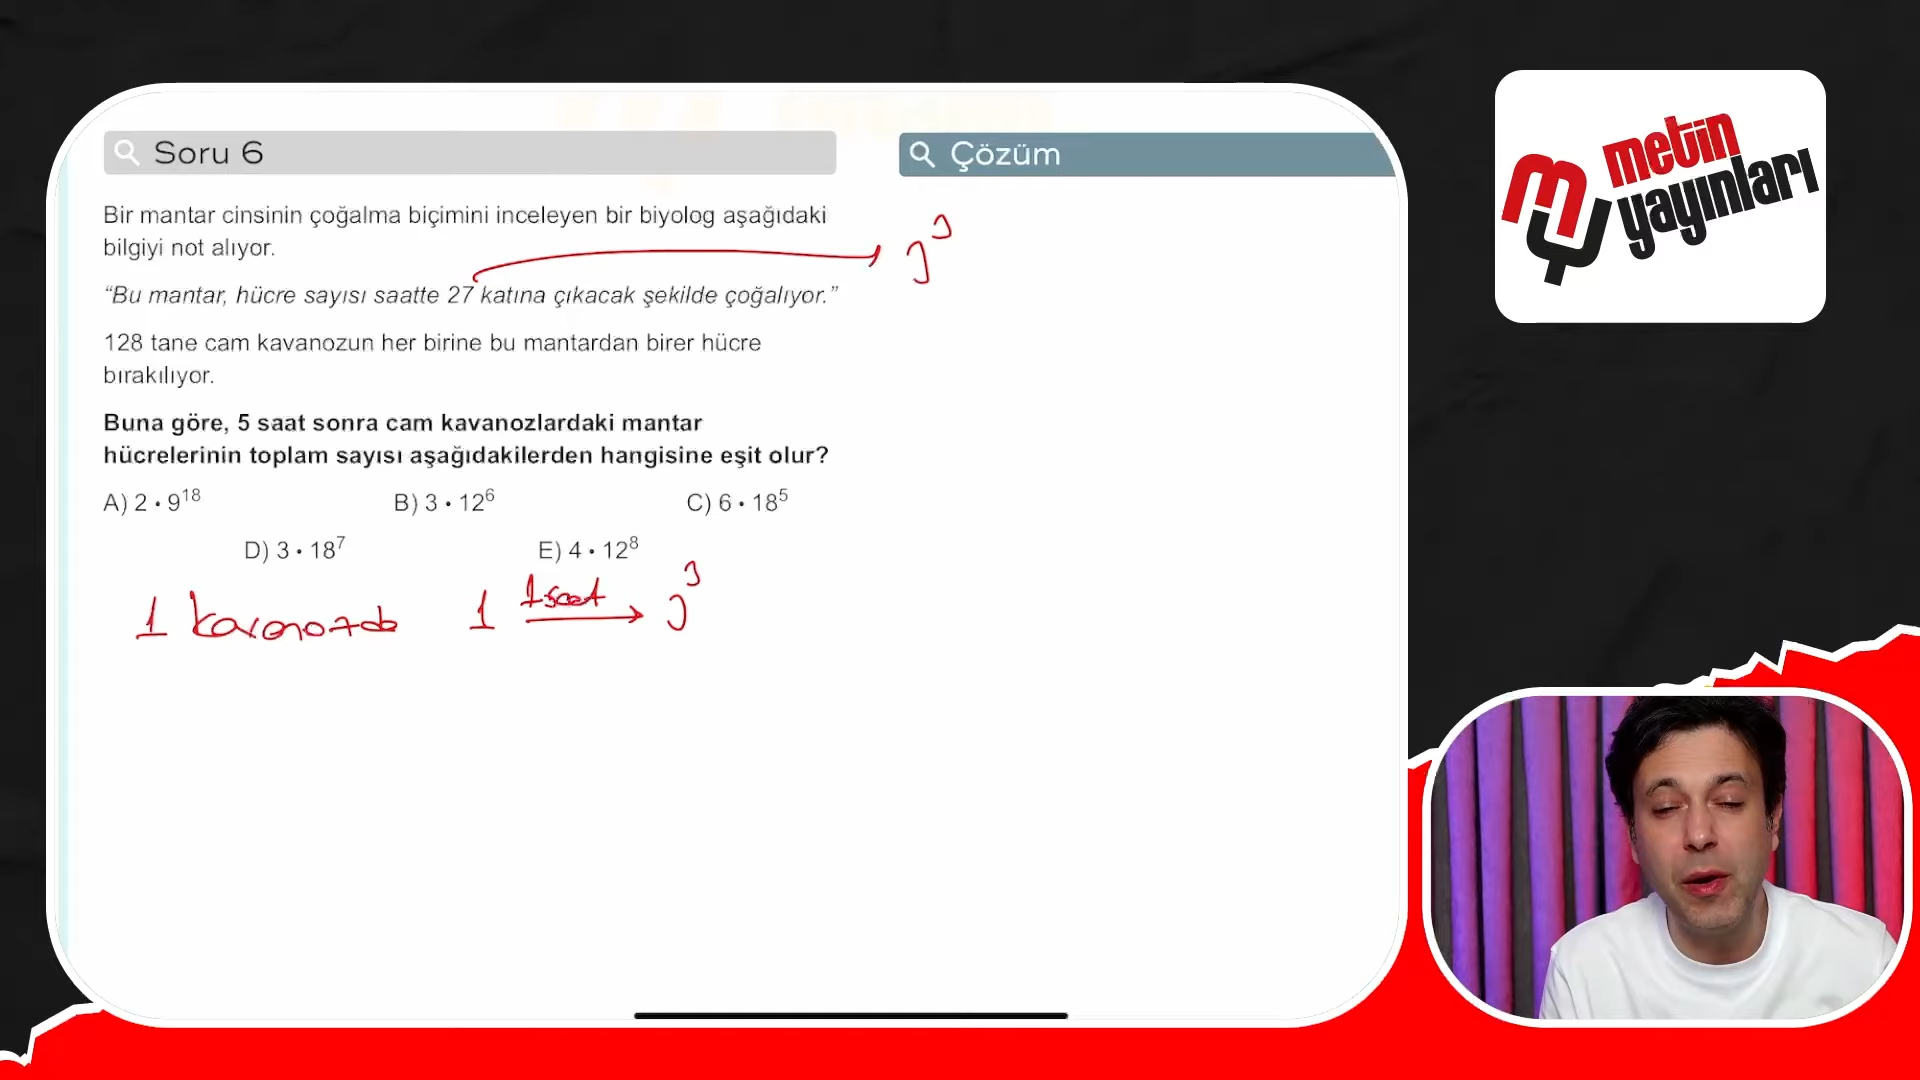 Soru 6
Bir mantar cinsinin çoğalma biçimini inceleyen bir biyolog aşağıdaki
bilgiyi not alıyor.
“Bu mantar, hücre sayısı saatte 27 katına çıkacak şekilde çoğalıyor.”
128 tane cam kavanozun her birine bu mantardan birer hücre
bırakılıyor.
Buna göre, 5 saat sonra cam kavanozlardaki mantar
hücrelerinin toplam sayısı aşağıdakilerden hangisine eşit olur?
A) 2 • 9¹⁸ B) 3 • 12⁶ C) 6 • 18⁵
D) 3 • 18⁷ E) 4 • 12⁸
1 kavanozda 1 1 saat → 3³
Çözüm
3³
metin
yayınları